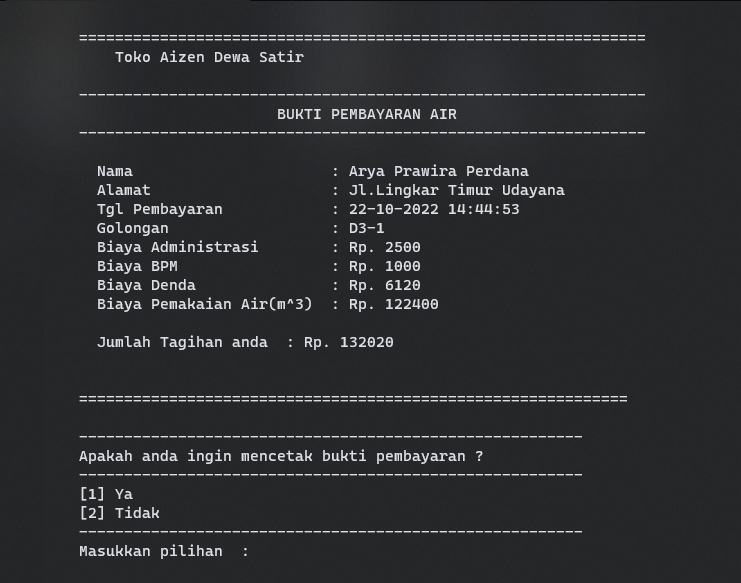 ===============================================================
Toko Aizen Dewa Satir
---------------------------------------------------------------
BUKTI PEMBAYARAN AIR
---------------------------------------------------------------
Nama : Arya Prawira Perdana
Alamat : Jl.Lingkar Timur Udayana
Tgl Pembayaran : 22-10-2022 14:44:53
Golongan : D3-1
Biaya Administrasi : Rp. 2500
Biaya BPM : Rp. 1000
Biaya Denda : Rp. 6120
Biaya Pemakaian Air(m^3) : Rp. 122400
Jumlah Tagihan anda : Rp. 132020
=============================================================
--------------------------------------------------------
Apakah anda ingin mencetak bukti pembayaran ?
--------------------------------------------------------
[1] Ya
[2] Tidak
--------------------------------------------------------
Masukkan pilihan :